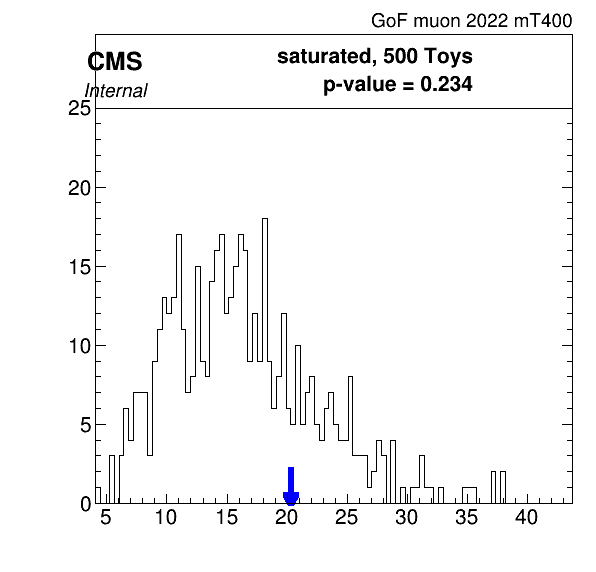 GoF muon 2022 mT400
CMS
saturated, 500 Toys
p-value = 0.234
Internal
25
20
15
10
5
0
5 10 15 20 25 30 35 40